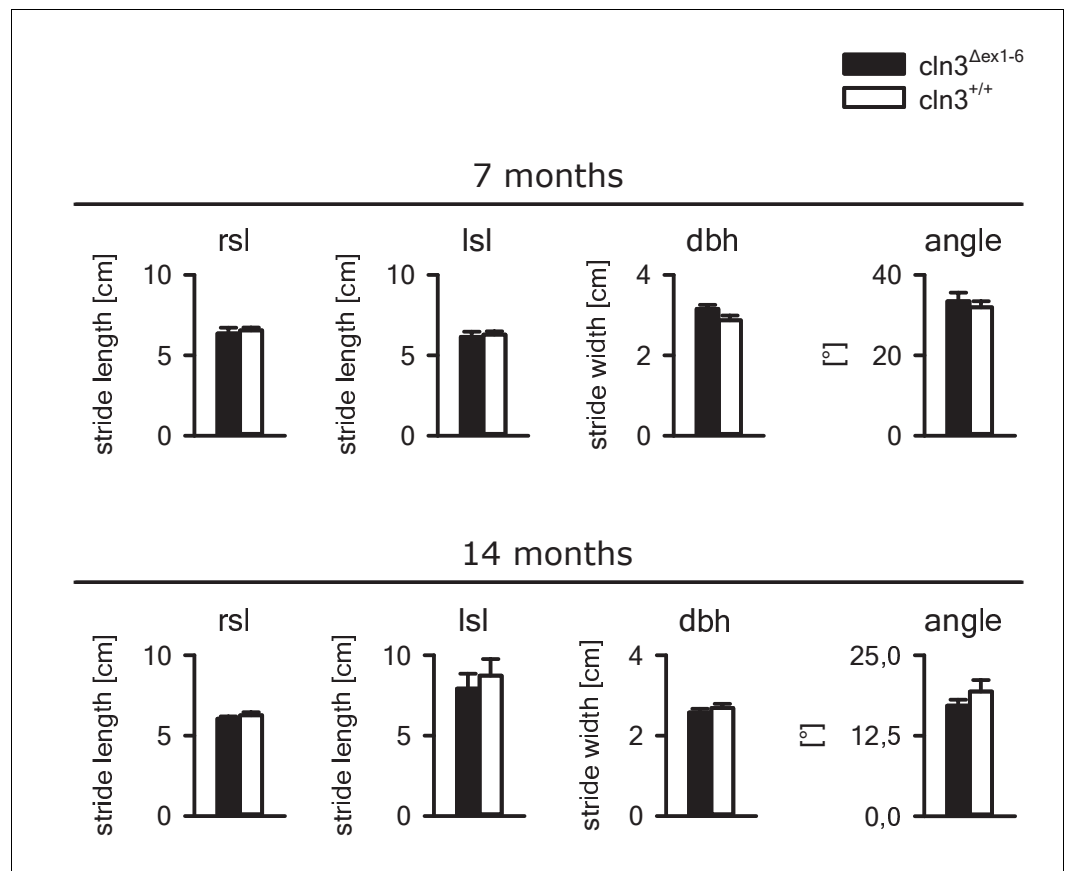 cln3Δex1-6
cln3+/+
7 months
rsl
lsl
dbh
angle
stride length [cm]
10
5
0
stride length [cm]
10
5
0
stride width [cm]
4
2
0
[°]
40
20
0
14 months
rsl
lsl
dbh
angle
stride length [cm]
10
5
0
stride length [cm]
10
5
0
stride width [cm]
4
2
0
[°]
25,0
12,5
0,0